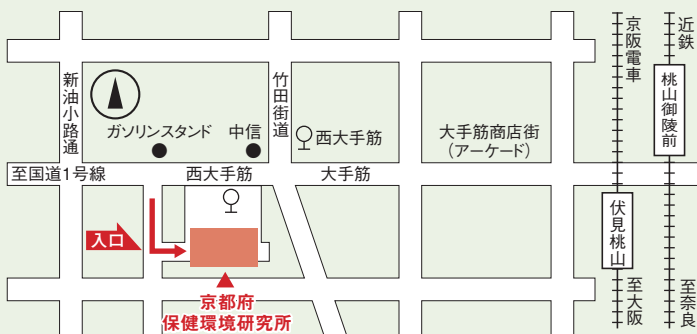 新油小路通
竹田街道
京阪電車
近鉄
桃山御陵前
ガソリンスタンド
中信
西大手筋
大手筋商店街
(アーケード)
至国道1号線
西大手筋
大手筋
伏見桃山
入口
至大阪
至奈良
京都府
保健環境研究所